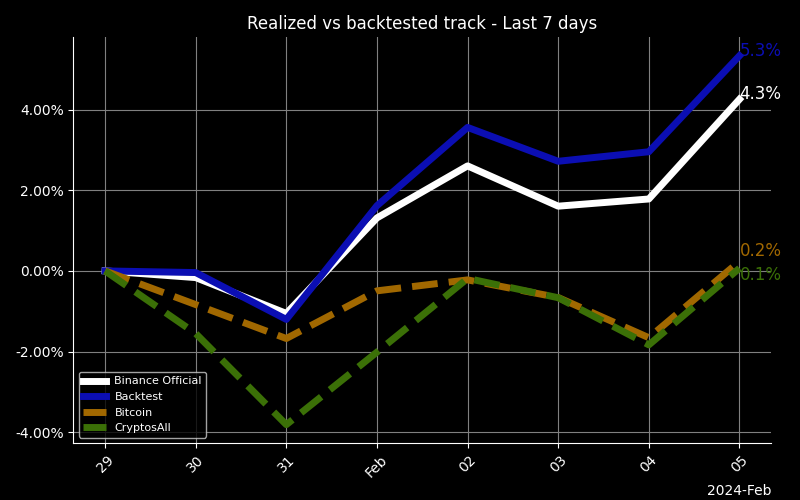 Realized vs backtested track - Last 7 days
5.3%
4.3%
4.00%
2.00%
0.2%
0.00%
0.1%
-2.00%
Binance Official
Backtest
Bitcoin
CryptosAll
-4.00%
29
30
31
Feb
02
03
04
05
2024-Feb